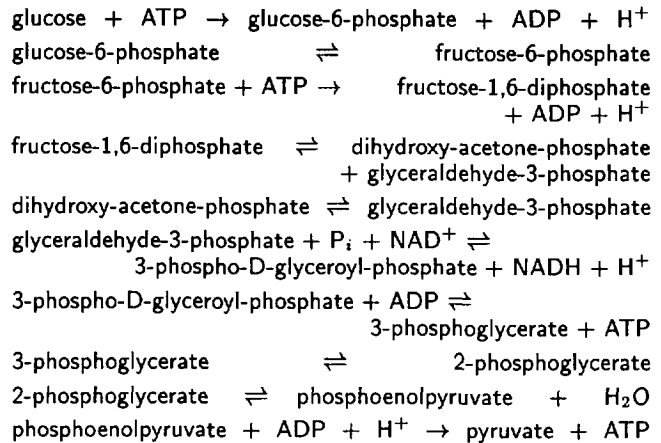 glucose + ATP → glucose-6-phosphate + ADP + H⁺
glucose-6-phosphate ⇌ fructose-6-phosphate
fructose-6-phosphate + ATP → fructose-1,6-diphosphate
+ ADP + H⁺
fructose-1,6-diphosphate ⇌ dihydroxy-acetone-phosphate
+ glyceraldehyde-3-phosphate
dihydroxy-acetone-phosphate ⇌ glyceraldehyde-3-phosphate
glyceraldehyde-3-phosphate + Pᵢ + NAD⁺ ⇌
3-phospho-D-glyceroyl-phosphate + NADH + H⁺
3-phospho-D-glyceroyl-phosphate + ADP ⇌
3-phosphoglycerate + ATP
3-phosphoglycerate ⇌ 2-phosphoglycerate
2-phosphoglycerate ⇌ phosphoenolpyruvate + H₂O
phosphoenolpyruvate + ADP + H⁺ → pyruvate + ATP